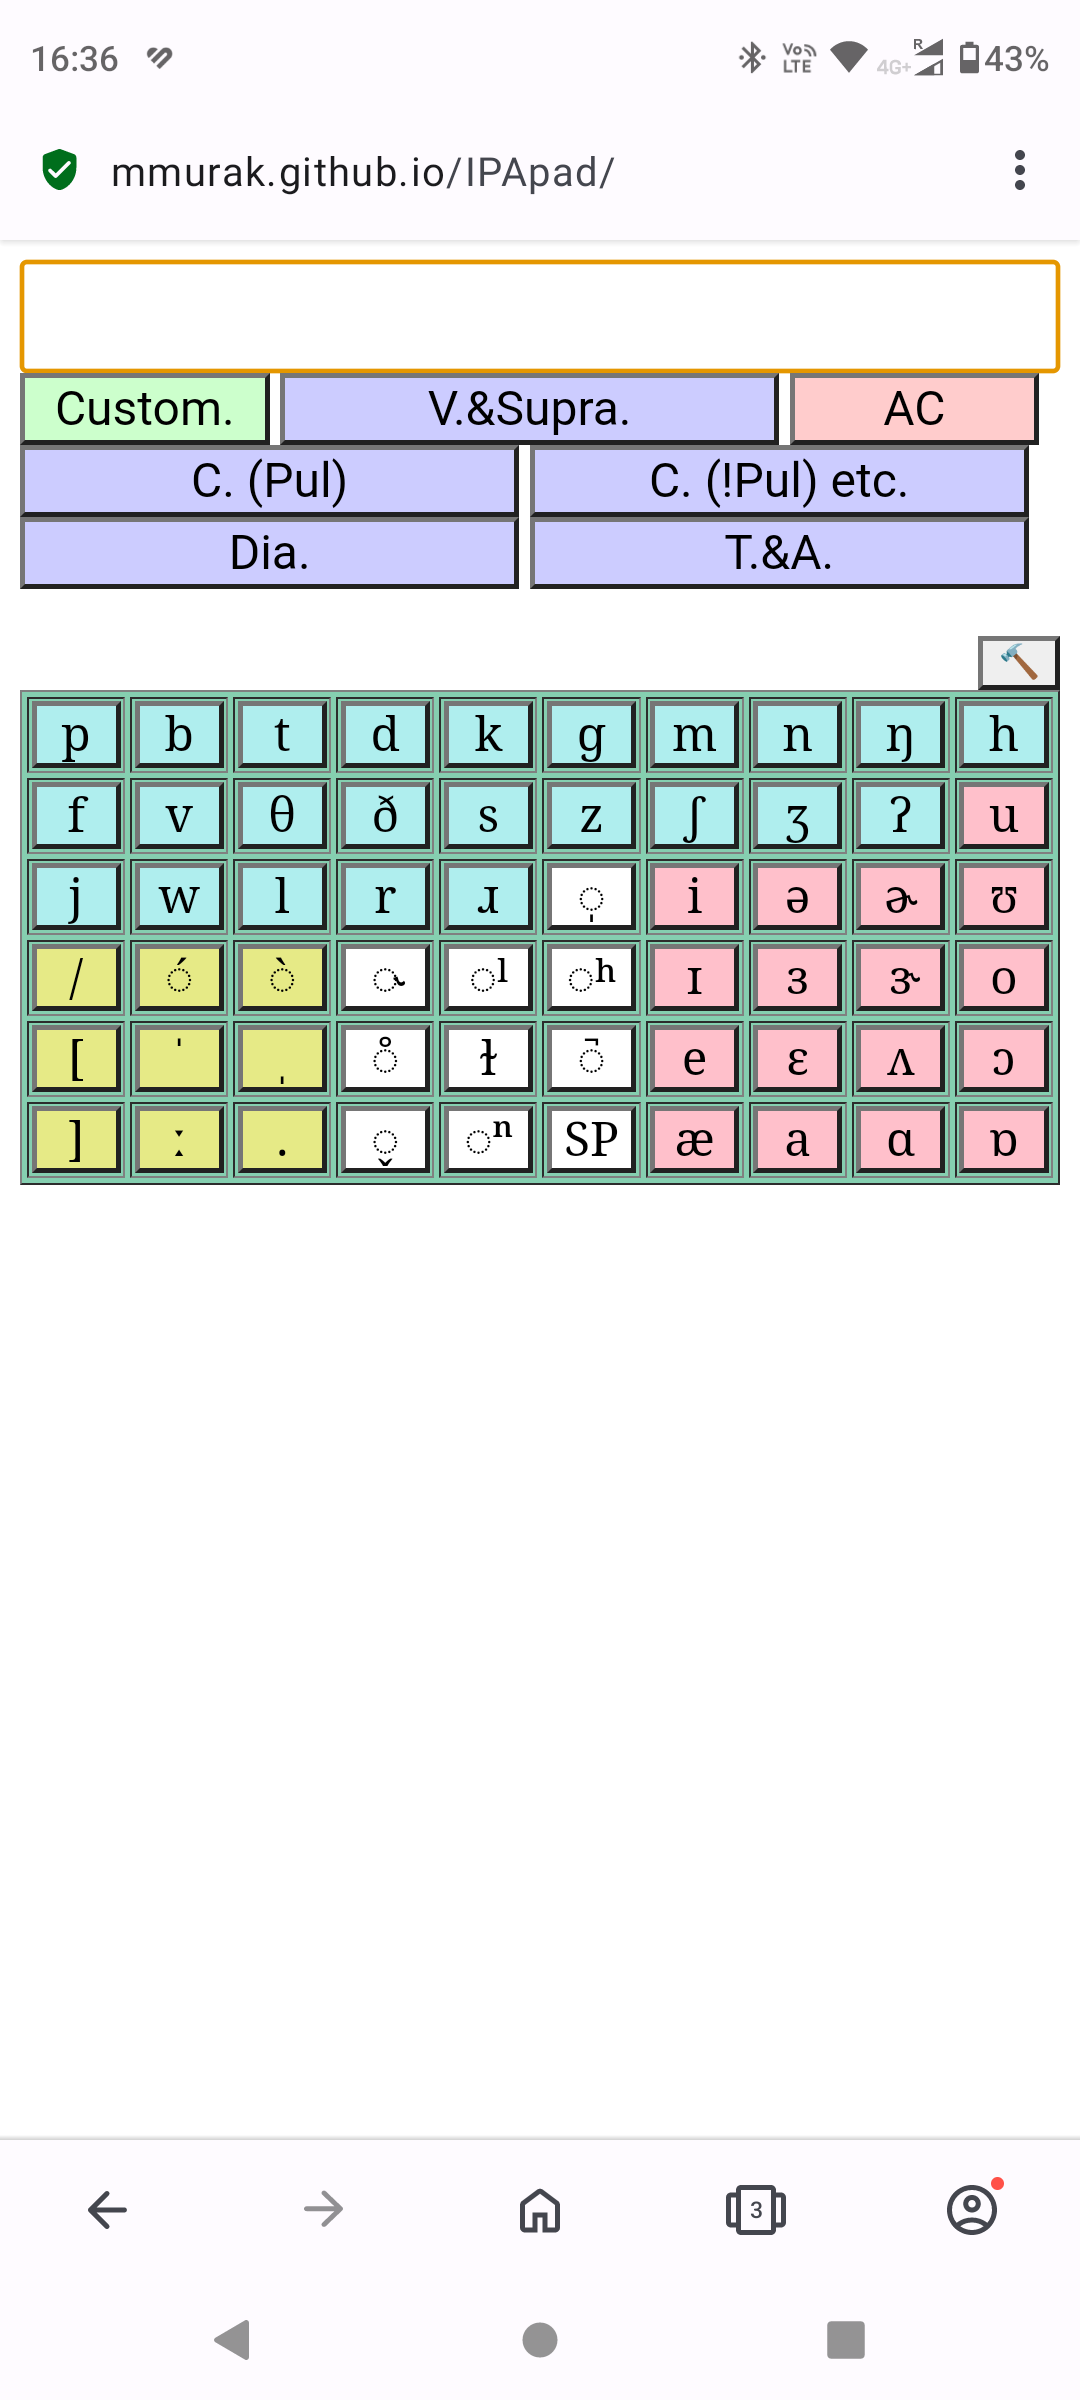 16:36 Vo LTE 4G+ R 43%
mmurak.github.io/IPApad/
Custom. V.&Supra. AC
C. (Pul) C. (!Pul) etc.
Dia. T.&A.
p b t d k g m n ŋ h
f v θ ð s z ʃ ʒ ʔ u
j w l r ɹ ◌̩ i ə ɚ ʊ
/ ◌́ ◌̀ ◌˞ ◌ˡ ◌ʰ ɪ ɜ ɝ o
[ ˈ ˌ ◌̊ ɫ ◌̚ e ɛ ʌ ɔ
] ː . ◌̬ ◌ⁿ SP æ a ɑ ɒ
3